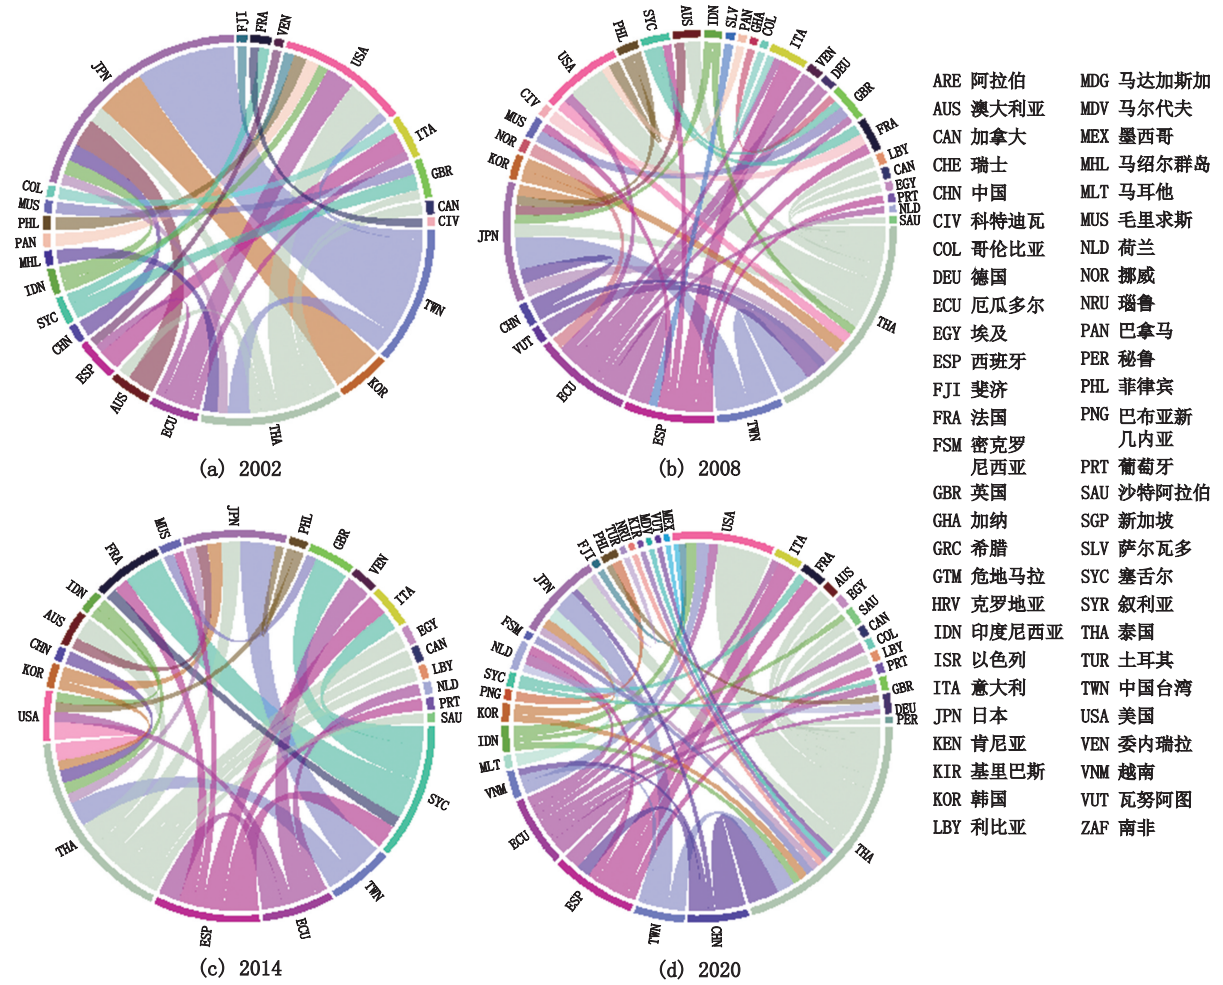 FJI
FRA
VEN
USA
ITA
GBR
CAN
CIV
TWN
KOR
THA
ECU
AUS
ESP
CHN
SYC
IDN
MHL
PAN
PHL
MUS
COL
JPN
(a) 2002
PHL
SYC
AUS
IDN
SLV
PAN
GHA
COL
ITA
VEN
DEU
GBR
FRA
LBY
CAN
EGY
PRT
NLD
SAU
THA
TWN
ESP
ECU
VUT
CHN
JPN
KOR
NOR
MUS
CIV
USA
(b) 2008
JPN
PHL
GBR
VEN
ITA
EGY
CAN
LBY
NLD
PRT
SAU
SYC
TWN
ECU
ESP
THA
USA
KOR
CHN
AUS
IDN
FRA
MUS
(c) 2014
FJI
PHL
TUR
NRU
KIR
MDV
VUT
MEX
USA
ITA
FRA
AUS
EGY
SAU
CAN
COL
LBY
PRT
GBR
DEU
PER
THA
CHN
TWN
ESP
ECU
VNM
MLT
IDN
KOR
PNG
SYC
NLD
FSM
JPN
(d) 2020
ARE 阿拉伯
AUS 澳大利亚
CAN 加拿大
CHE 瑞士
CHN 中国
CIV 科特迪瓦
COL 哥伦比亚
DEU 德国
ECU 厄瓜多尔
EGY 埃及
ESP 西班牙
FJI 斐济
FRA 法国
FSM 密克罗
尼西亚
GBR 英国
GHA 加纳
GRC 希腊
GTM 危地马拉
HRV 克罗地亚
IDN 印度尼西亚
ISR 以色列
ITA 意大利
JPN 日本
KEN 肯尼亚
KIR 基里巴斯
KOR 韩国
LBY 利比亚
MDG 马达加斯加
MDV 马尔代夫
MEX 墨西哥
MHL 马绍尔群岛
MLT 马耳他
MUS 毛里求斯
NLD 荷兰
NOR 挪威
NRU 瑙鲁
PAN 巴拿马
PER 秘鲁
PHL 菲律宾
PNG 巴布亚新
几内亚
PRT 葡萄牙
SAU 沙特阿拉伯
SGP 新加坡
SLV 萨尔瓦多
SYC 塞舌尔
SYR 叙利亚
THA 泰国
TUR 土耳其
TWN 中国台湾
USA 美国
VEN 委内瑞拉
VNM 越南
VUT 瓦努阿图
ZAF 南非